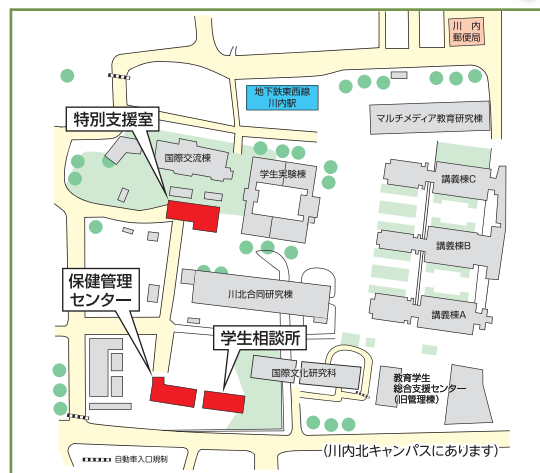 川内
郵便局
地下鉄東西線
川内駅
特別支援室
マルチメディア教育研究棟
国際交流棟
学生実験棟
講義棟C
講義棟B
保健管理
センター
川北合同研究棟
講義棟A
学生相談所
国際文化研究科
教育学生
総合支援センター
(旧管理棟)
(川内北キャンパスにあります)
自動車入口規制